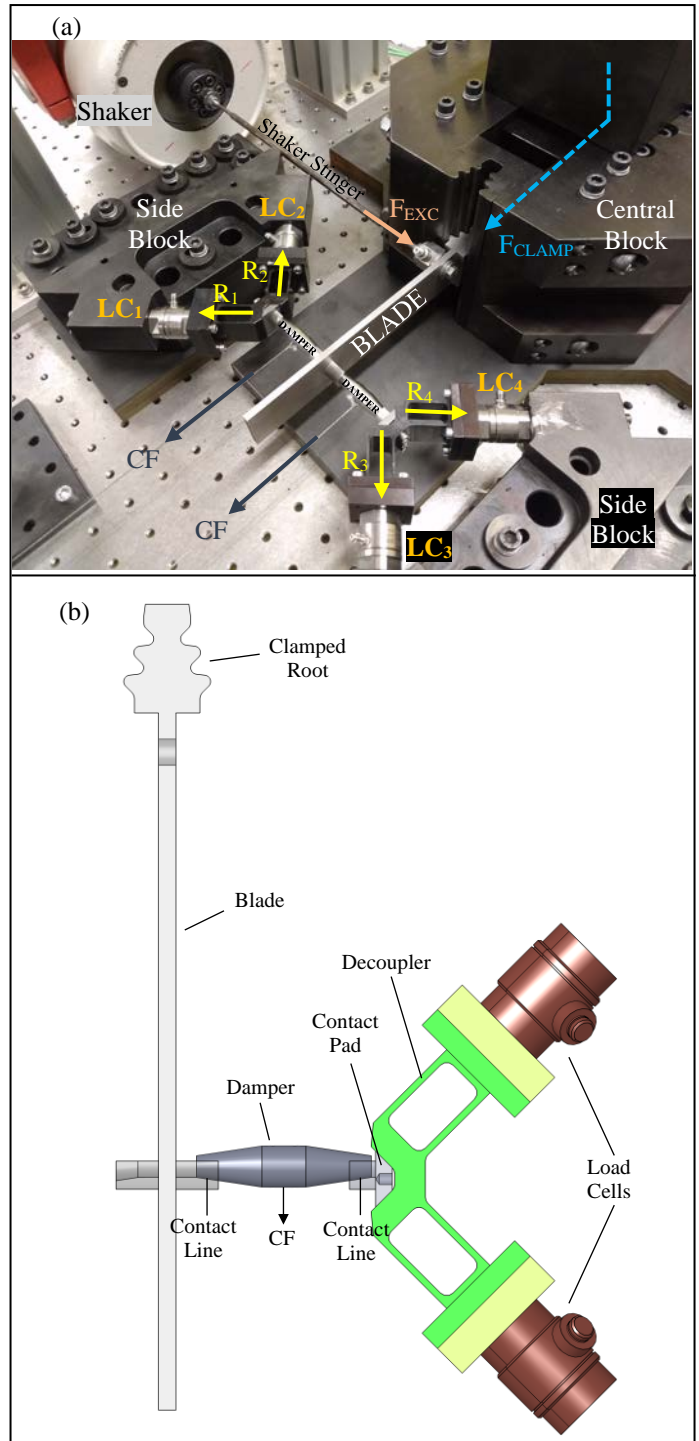 (a)
Shaker
Shaker Stinger
Side
Block
LC2
FEXC
Central
Block
FCLAMP
R2
R1
LC1
DAMPER
BLADE
DAMPER
LC4
R4
CF
R3
CF
Side
Block
LC3
(b)
Clamped
Root
Blade
Decoupler
Contact
Pad
Damper
Load
Cells
Contact
Line
CF
Contact
Line